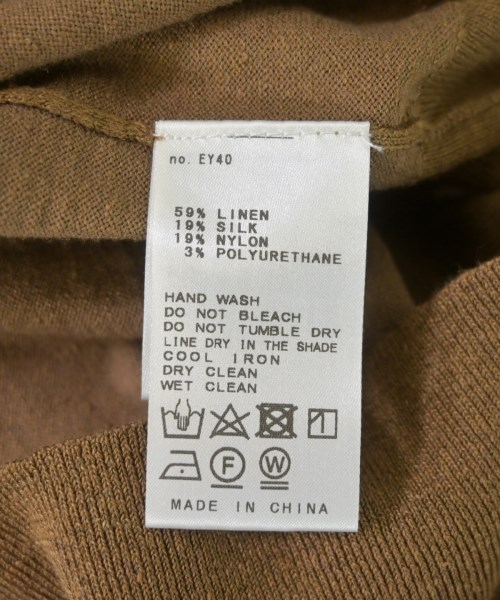 no. EY40
59% LINEN
19% SILK
19% NYLON
3% POLYURETHANE
HAND WASH
DO NOT BLEACH
DO NOT TUMBLE DRY
LINE DRY IN THE SHADE
COOL IRON
DRY CLEAN
WET CLEAN
F W
MADE IN CHINA